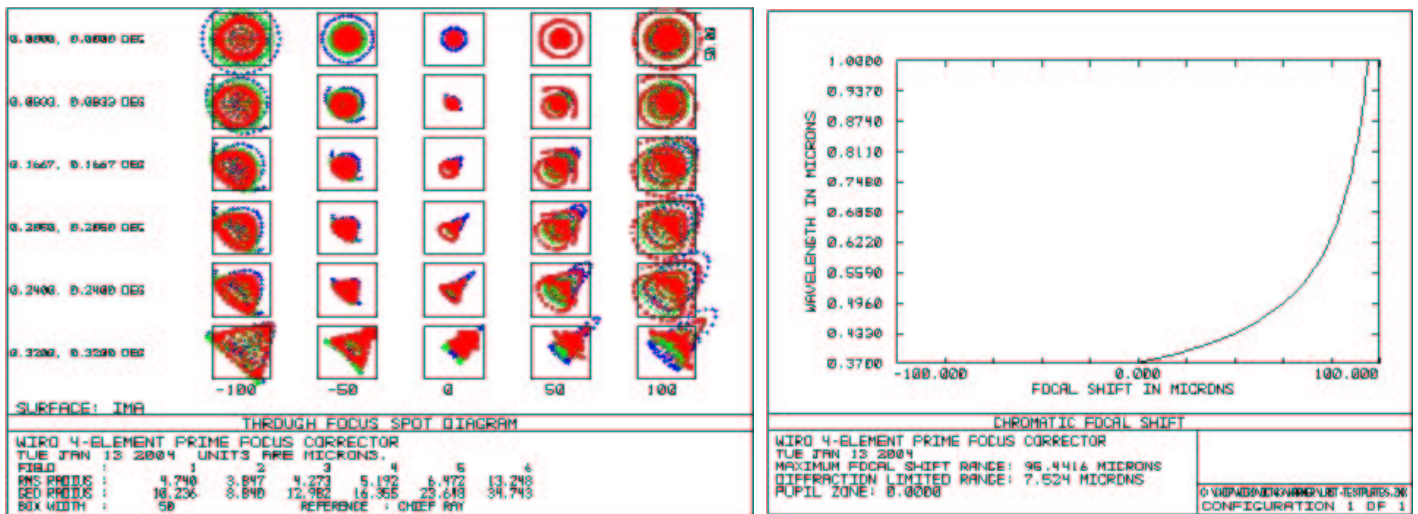 0.0000, 0.0000 DEG
0.0833, 0.0833 DEG
0.1667, 0.1667 DEG
0.2050, 0.2050 DEG
0.2400, 0.2400 DEG
0.3200, 0.3200 DEG
-100 -50 0 50 100
SURFACE: IMA
THROUGH FOCUS SPOT DIAGRAM
WIRO 4-ELEMENT PRIME FOCUS CORRECTOR
TUE JAN 13 2004 UNITS ARE MICRONS.
FIELD : 1 2 3 4 5 6
RMS RADIUS : 4.740 3.847 4.273 5.192 6.472 13.248
GEO RADIUS : 10.236 8.840 12.982 16.355 23.643 34.743
BOX WIDTH : 50 REFERENCE : CHIEF RAY
1.0000
0.9370
0.8740
0.8110
0.7480
0.6850
0.6220
0.5590
0.4960
0.4330
0.3700
WAVELENGTH IN MICRONS
-100.000 0.000 100.000
FOCAL SHIFT IN MICRONS
CHROMATIC FOCAL SHIFT
WIRO 4-ELEMENT PRIME FOCUS CORRECTOR
TUE JAN 13 2004
MAXIMUM FOCAL SHIFT RANGE: 95.4416 MICRONS
DIFFRACTION LIMITED RANGE: 7.524 MICRONS
PUPIL ZONE: 0.0000
CONFIGURATION 1 OF 1